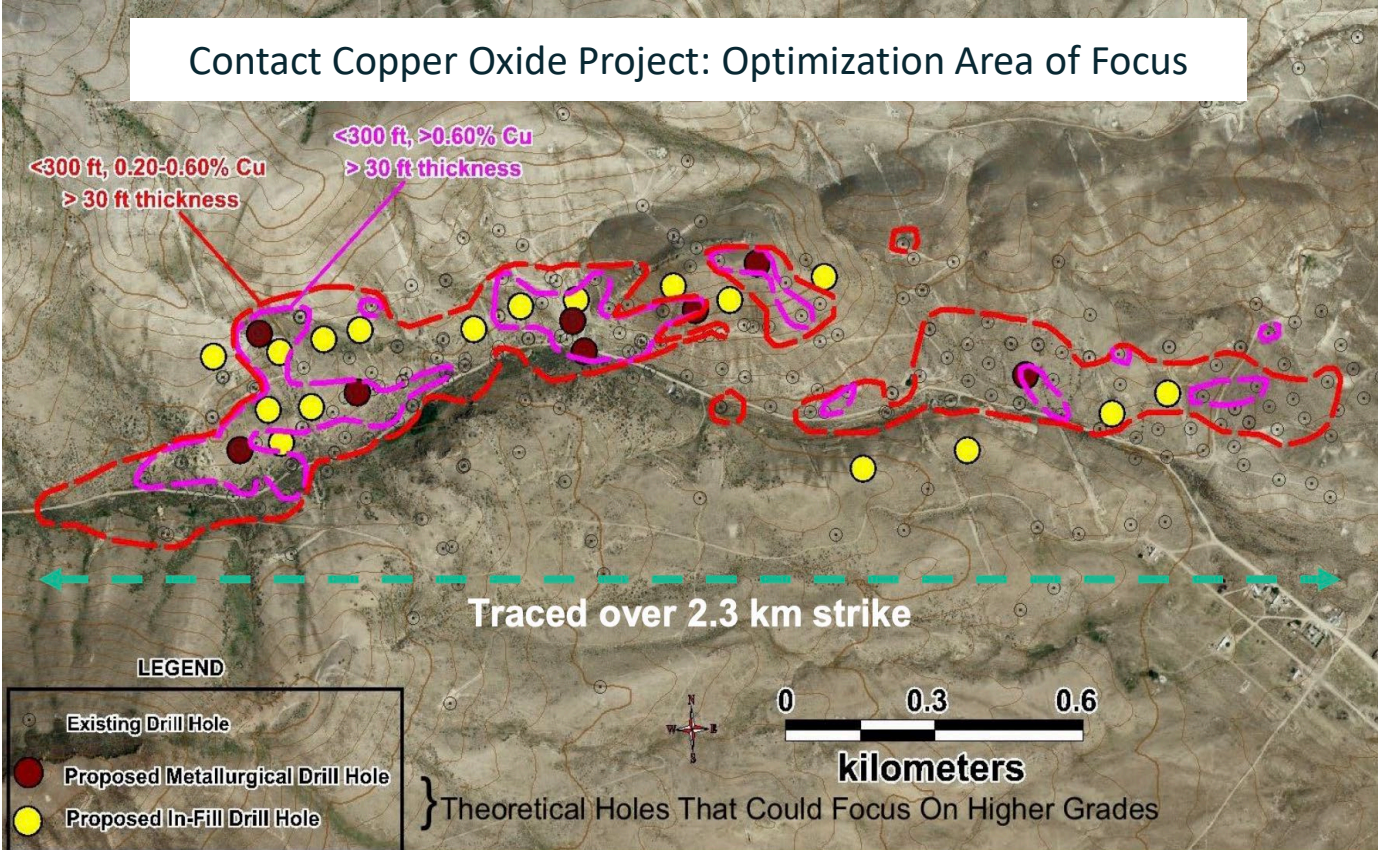 Contact Copper Oxide Project: Optimization Area of Focus
<300 ft, >0.60% Cu
> 30 ft thickness
<300 ft, 0.20-0.60% Cu
> 30 ft thickness
Traced over 2.3 km strike
LEGEND
Existing Drill Hole
Proposed Metallurgical Drill Hole
Proposed In-Fill Drill Hole
}Theoretical Holes That Could Focus On Higher Grades
N
W E
S
0 0.3 0.6
kilometers